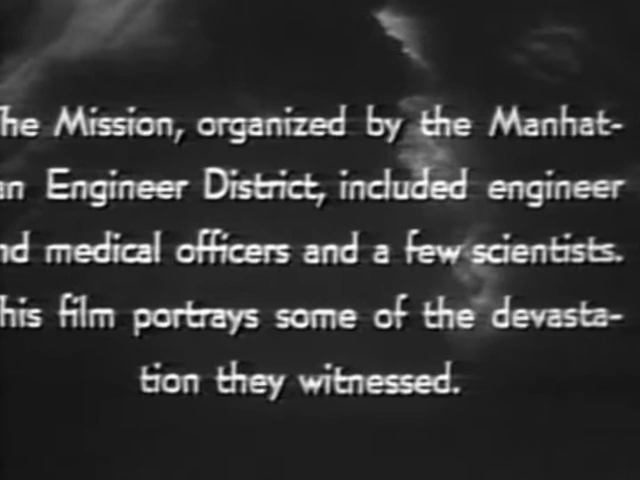 he Mission, organized by the Manhat-
an Engineer District, included engineer
nd medical officers and a few scientists.
his film portrays some of the devasta-
tion they witnessed.